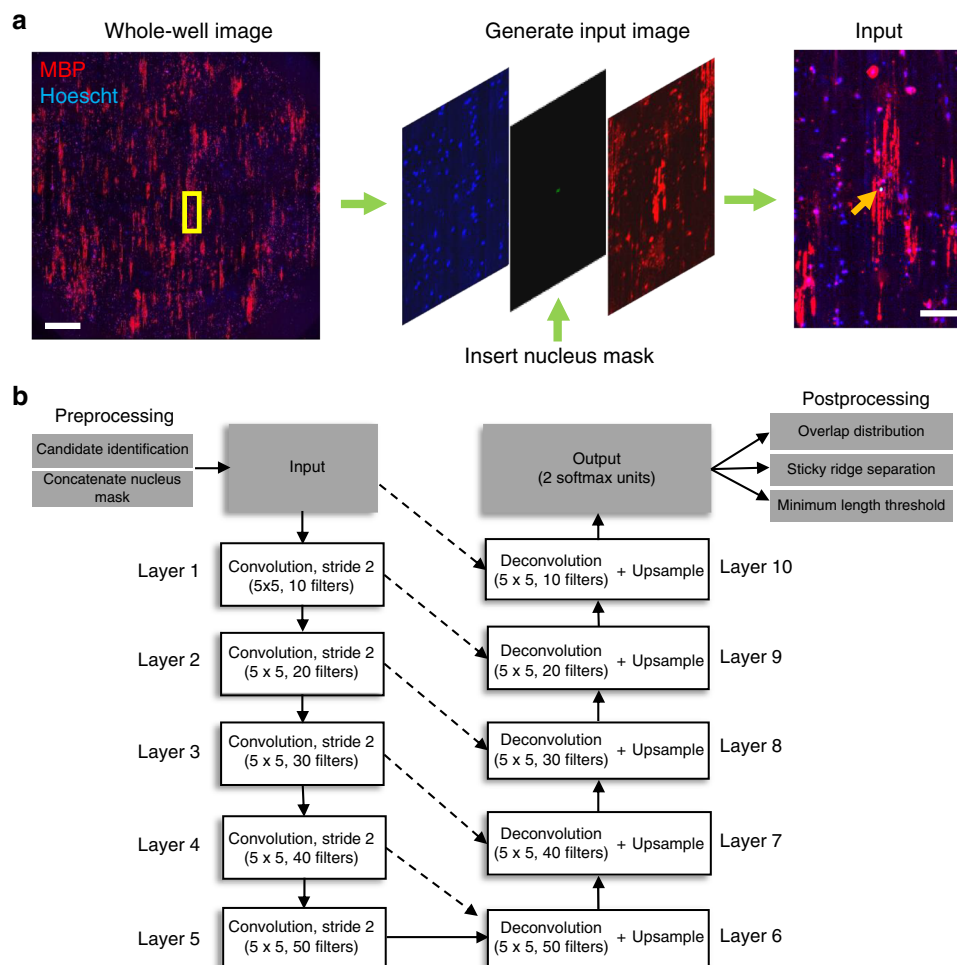 a
Whole-well image
Generate input image
Input
MBP
Hoescht
Insert nucleus mask
b
Preprocessing
Candidate identification
Concatenate nucleus
mask
Input
Output
(2 softmax units)
Postprocessing
Overlap distribution
Sticky ridge separation
Minimum length threshold
Layer 1
Convolution, stride 2
(5x5, 10 filters)
Deconvolution
(5 x 5, 10 filters)
+ Upsample
Layer 10
Layer 2
Convolution, stride 2
(5 x 5, 20 filters)
Deconvolution
(5 x 5, 20 filters)
+ Upsample
Layer 9
Layer 3
Convolution, stride 2
(5 x 5, 30 filters)
Deconvolution
(5 x 5, 30 filters)
+ Upsample
Layer 8
Layer 4
Convolution, stride 2
(5 x 5, 40 filters)
Deconvolution
(5 x 5, 40 filters)
+ Upsample
Layer 7
Layer 5
Convolution, stride 2
(5 x 5, 50 filters)
Deconvolution
(5 x 5, 50 filters)
+ Upsample
Layer 6